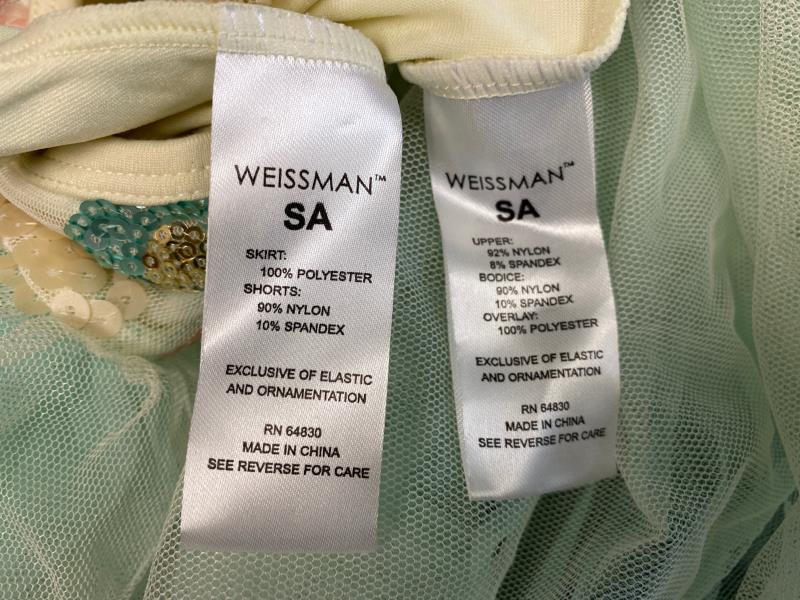 WEISSMAN™
SA
SKIRT:
100% POLYESTER
SHORTS:
90% NYLON
10% SPANDEX
EXCLUSIVE OF ELASTIC
AND ORNAMENTATION
RN 64830
MADE IN CHINA
SEE REVERSE FOR CARE
WEISSMAN™
SA
UPPER:
92% NYLON
8% SPANDEX
BODICE:
90% NYLON
10% SPANDEX
OVERLAY:
100% POLYESTER
EXCLUSIVE OF ELASTIC
AND ORNAMENTATION
RN 64830
MADE IN CHINA
SEE REVERSE FOR CARE